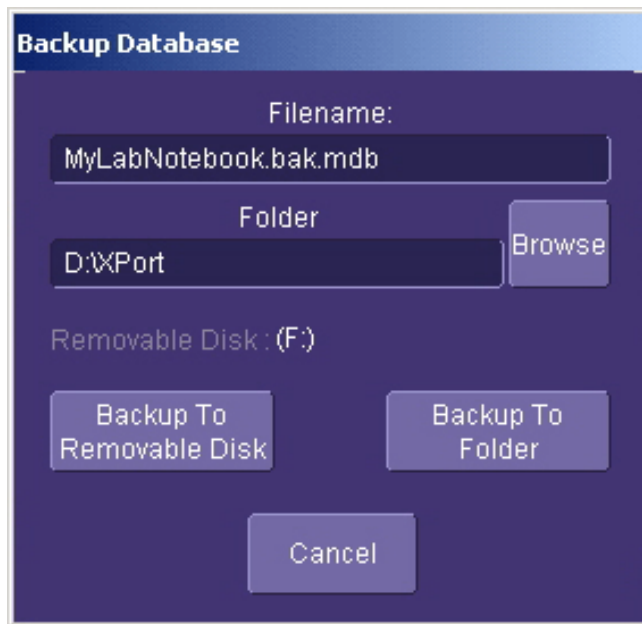 Backup Database
Filename:
MyLabNotebook.bak.mdb
Folder
D:\XPort
Browse
Removable Disk : (F:)
Backup To
Removable Disk
Backup To
Folder
Cancel